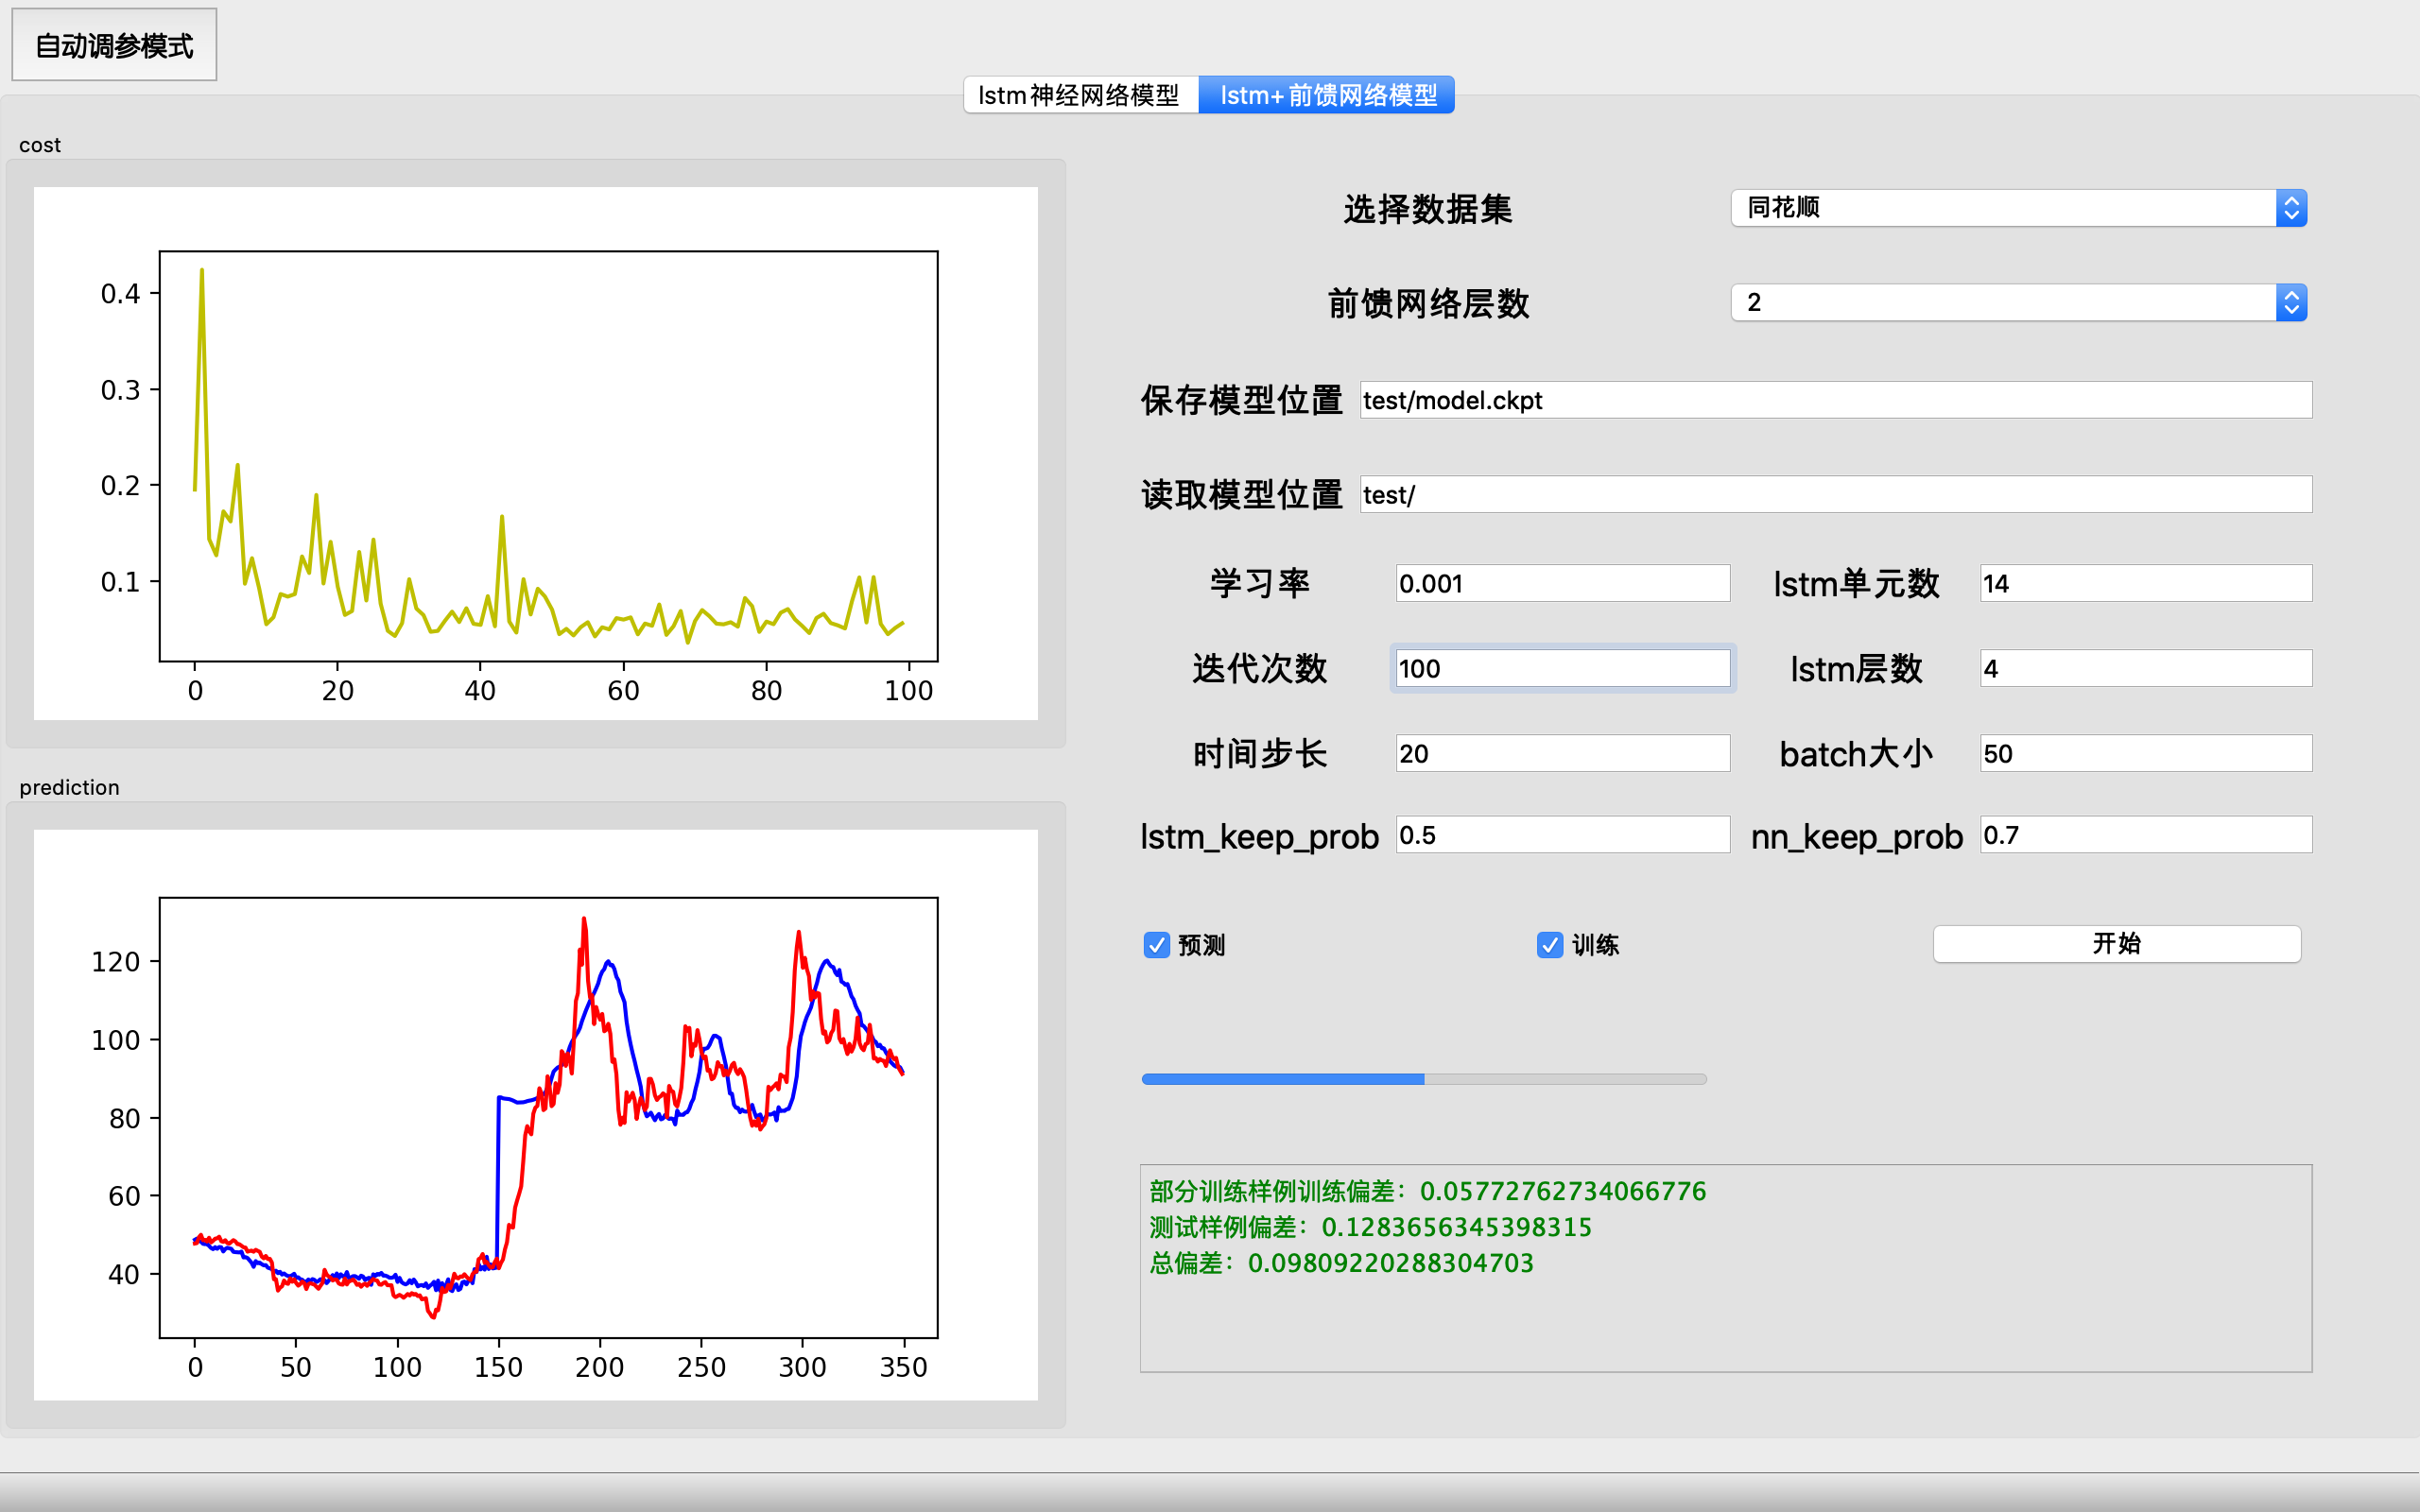 自动调参模式
lstm神经网络模型 lstm+前馈网络模型
cost
0.4
0.3
0.2
0.1
0 20 40 60 80 100
prediction
120
100
80
60
40
0 50 100 150 200 250 300 350
选择数据集 同花顺
前馈网络层数 2
保存模型位置 test/model.ckpt
读取模型位置 test/
学习率 0.001 lstm单元数 14
迭代次数 100 lstm层数 4
时间步长 20 batch大小 50
lstm_keep_prob 0.5 nn_keep_prob 0.7
预测 训练 开始
部分训练样例训练偏差：0.05772762734066776
测试样例偏差：0.1283656345398315
总偏差：0.09809220288304703